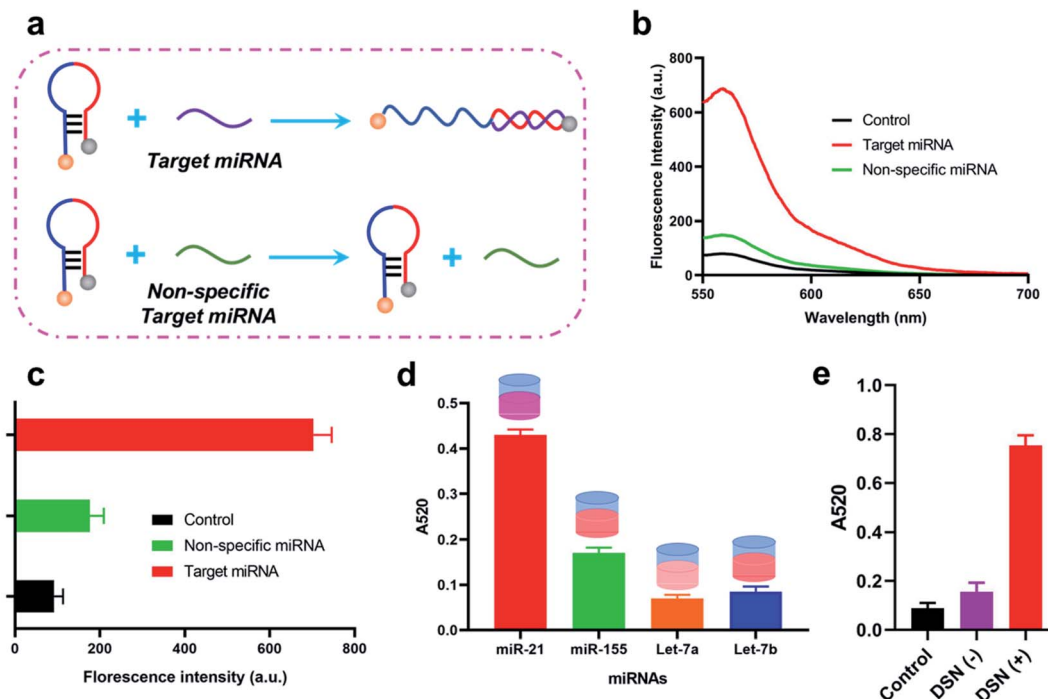 a
+
Target miRNA
+
Non-specific
Target miRNA
+
b
Fluorescence Intensity (a.u.)
800
600
400
200
0
550
600
650
700
Wavelength (nm)
Control
Target miRNA
Non-specific miRNA
c
Control
Non-specific miRNA
Target miRNA
0
200
400
600
800
Florescence intensity (a.u.)
d
A520
0.5
0.4
0.3
0.2
0.1
0.0
miR-21
miR-155
Let-7a
Let-7b
miRNAs
e
A520
1.0
0.8
0.6
0.4
0.2
0.0
Control
DSN (-)
DSN (+)